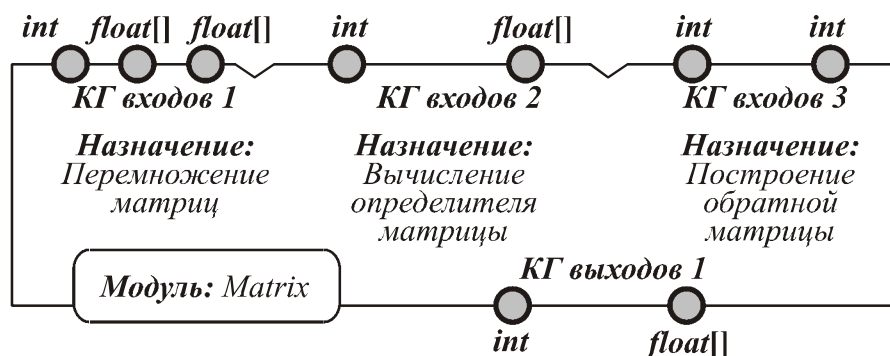 int float[] float[] int float[] int int
КГ входов 1 КГ входов 2 КГ входов 3
Назначение: Назначение: Назначение:
Перемножение Вычисление Построение
матриц определителя обратной
матрицы матрицы
КГ выходов 1
Модуль: Matrix
int float[]